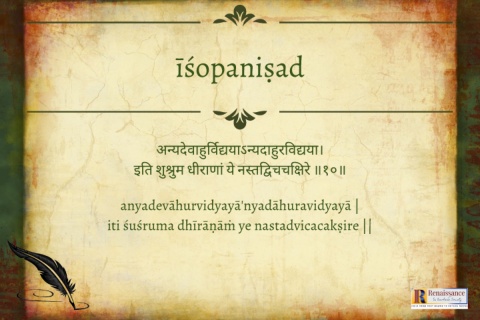 īśopaniṣad
अन्यदेवाहुर्विद्ययाऽन्यदाहुरविद्यया।
इति शुश्रुम धीराणां ये नस्तद्विचचक्षिरे ॥१०॥
anyadevāhurvidyayā'nyadāhuravidyayā |
iti śuśruma dhīrāṇāṁ ye nastadvicacakṣire ||
Renaissance